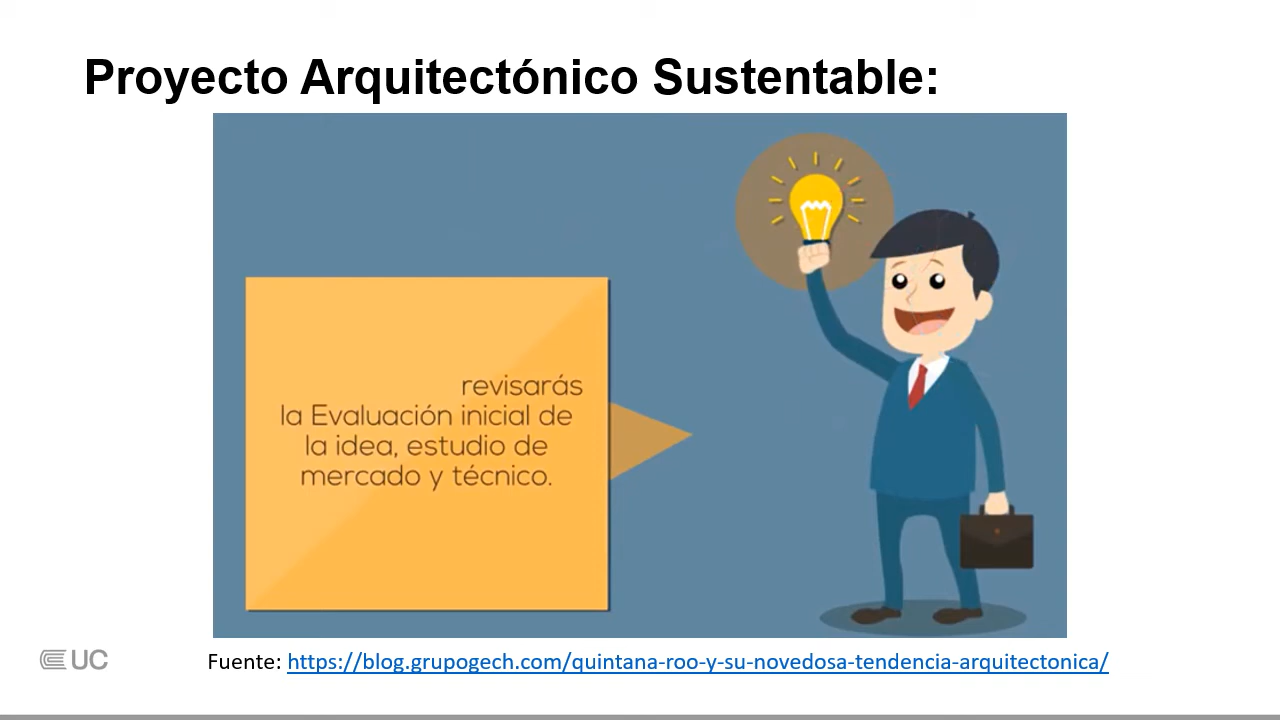 Proyecto Arquitectónico Sustentable:
revisarás
la Evaluación inicial de
la idea, estudio de
mercado y técnico.
UC
Fuente: https://blog.grupogech.com/quintana-roo-y-su-novedosa-tendencia-arquitectonica/